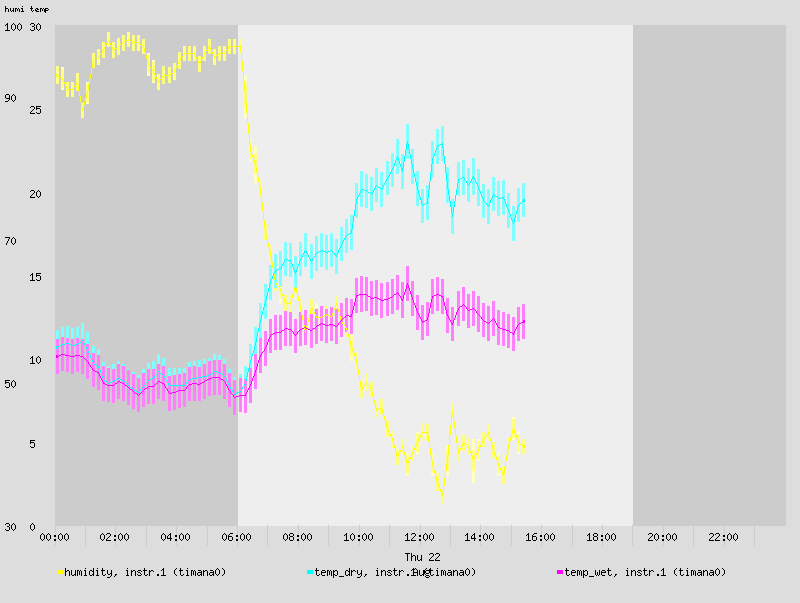 humi temp
100 30
90
25
20
70
15
10
50
5
30 0
00:00 02:00 04:00 06:00 08:00 10:00 12:00 14:00 16:00 18:00 20:00 22:00
Thu 22
Aug
humidity, instr.1 (timana0) temp_dry, instr.1 (timana0) temp_wet, instr.1 (timana0)